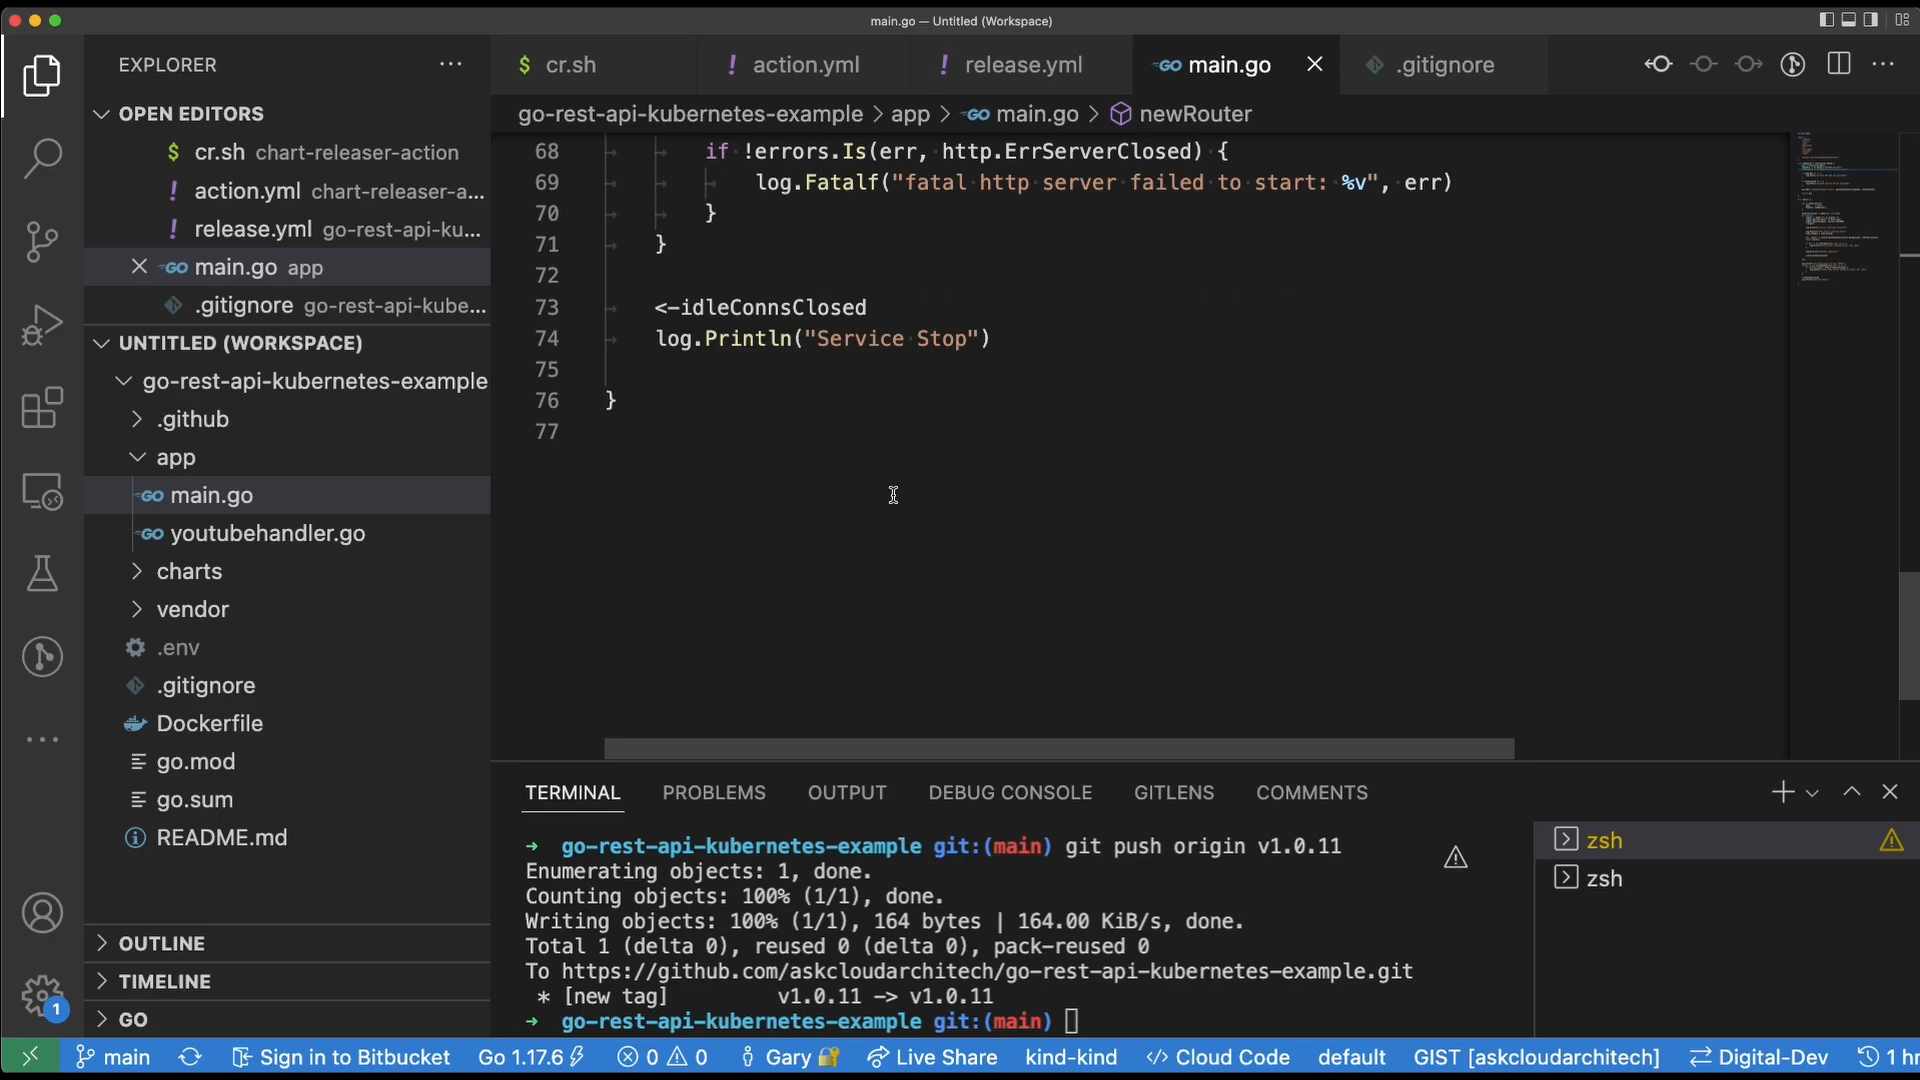 main.go — Untitled (Workspace)
EXPLORER
$ cr.sh
! action.yml
! release.yml
GO main.go
.gitignore
go-rest-api-kubernetes-example > app > GO main.go > newRouter
OPEN EDITORS
$ cr.sh chart-releaser-action
! action.yml chart-releaser-a...
! release.yml go-rest-api-ku...
GO main.go app
.gitignore go-rest-api-kube...
UNTITLED (WORKSPACE)
go-rest-api-kubernetes-example
.github
app
GO main.go
GO youtubehandler.go
charts
vendor
.env
.gitignore
Dockerfile
go.mod
go.sum
README.md
OUTLINE
TIMELINE
GO
1
68 if !errors.Is(err, http.ErrServerClosed) {
69 log.Fatalf("fatal http server failed to start: %v", err)
70 }
71 }
72
73 <-idleConnsClosed
74 log.Println("Service Stop")
75
76 }
77
TERMINAL PROBLEMS OUTPUT DEBUG CONSOLE GITLENS COMMENTS
→ go-rest-api-kubernetes-example git:(main) git push origin v1.0.11
Enumerating objects: 1, done.
Counting objects: 100% (1/1), done.
Writing objects: 100% (1/1), 164 bytes | 164.00 KiB/s, done.
Total 1 (delta 0), reused 0 (delta 0), pack-reused 0
To https://github.com/askcloudarchitech/go-rest-api-kubernetes-example.git
* [new tag] v1.0.11 -> v1.0.11
→ go-rest-api-kubernetes-example git:(main)
zsh
zsh
main Sign in to Bitbucket Go 1.17.6 0 0 Gary Live Share kind-kind Cloud Code default GIST [askcloudarchitech] Digital-Dev 1 hr